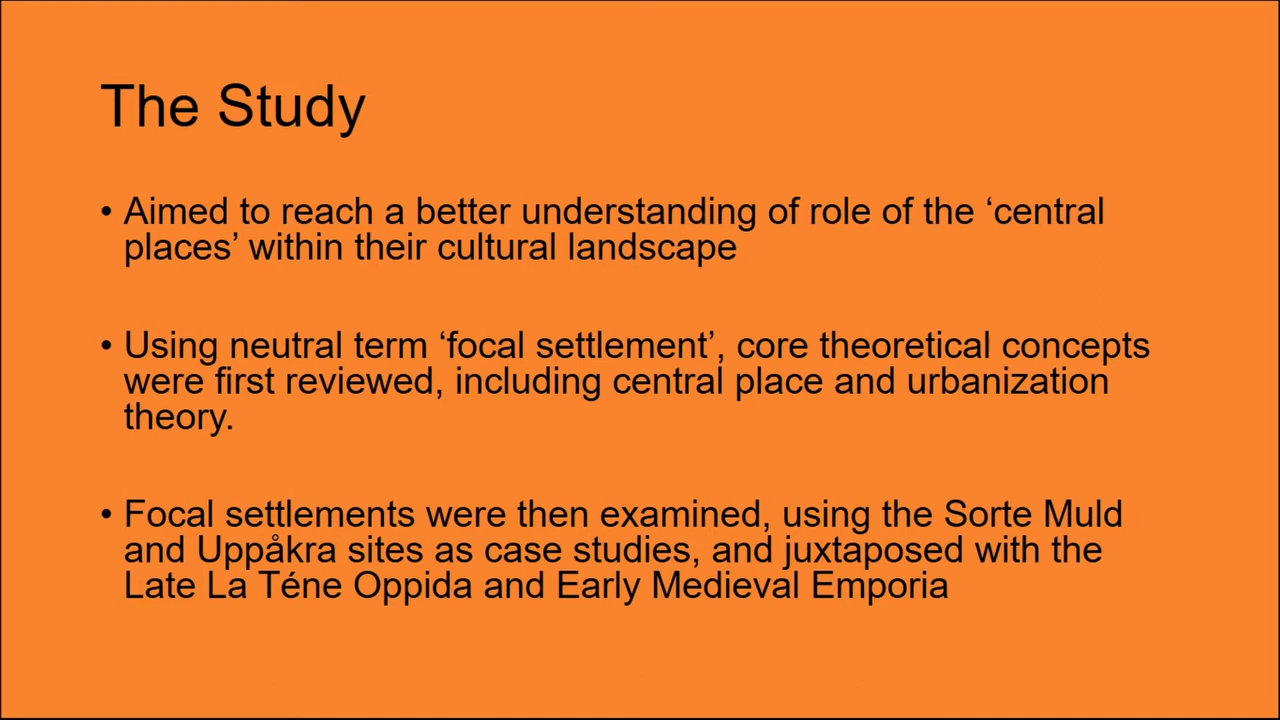 The Study
• Aimed to reach a better understanding of role of the ‘central
places’ within their cultural landscape
• Using neutral term ‘focal settlement’, core theoretical concepts
were first reviewed, including central place and urbanization
theory.
• Focal settlements were then examined, using the Sorte Muld
and Uppåkra sites as case studies, and juxtaposed with the
Late La Téne Oppida and Early Medieval Emporia